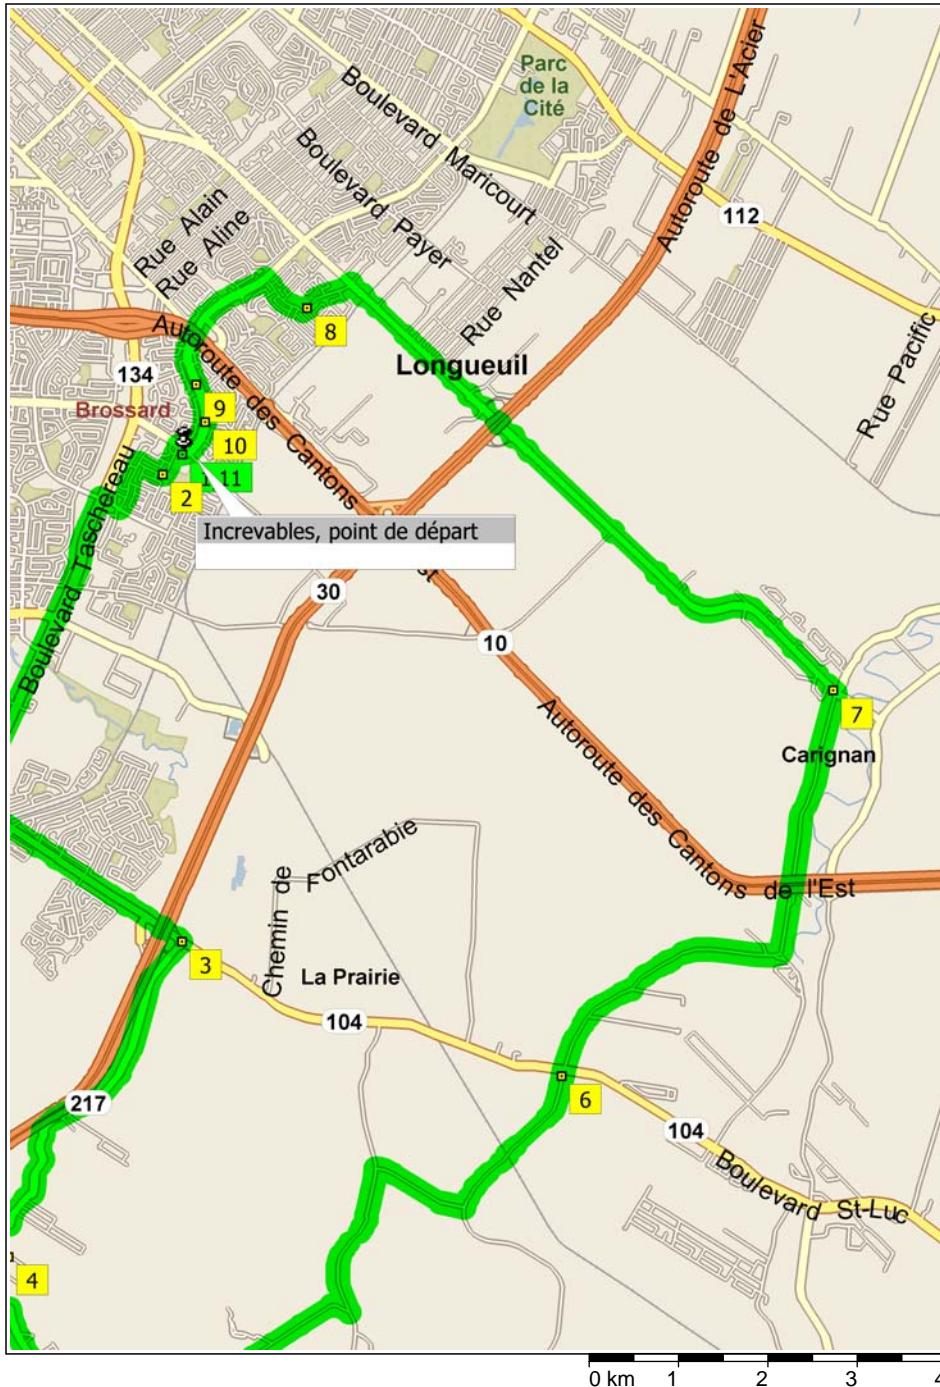 Parc
de la
Cité
Boulevard Maricourt
Autoroute de L'Acier
Boulevard Payer
112
Rue Alain
Rue Aline
Rue Nantel
Rue Pacific
8
Autoroute des Cantons
Est
134
Longueuil
Brossard
9
10
1 11
2
Increvables, point de départ
Boulevard Taschereau
30
10
7
Autoroute des Cantons de l'Est
Carignan
Chemin de Fontarabie
3
La Prairie
104
217
6
104
Boulevard St-Luc
4
0 km 1 2 3 4